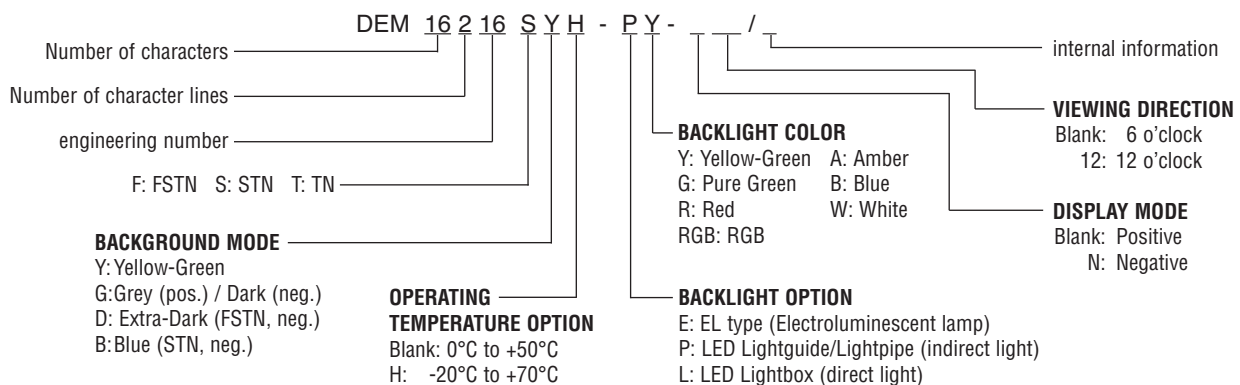 DEM 16 2 16 S Y H - P Y - _ __ / _
Number of characters
internal information
Number of character lines
engineering number
F: FSTN S: STN T: TN
BACKGROUND MODE
Y: Yellow-Green
G:Grey (pos.) / Dark (neg.)
D: Extra-Dark (FSTN, neg.)
B:Blue (STN, neg.)
OPERATING
TEMPERATURE OPTION
Blank: 0°C to +50°C
H: -20°C to +70°C
BACKLIGHT COLOR
Y: Yellow-Green A: Amber
G: Pure Green B: Blue
R: Red W: White
RGB: RGB
BACKLIGHT OPTION
E: EL type (Electroluminescent lamp)
P: LED Lightguide/Lightpipe (indirect light)
L: LED Lightbox (direct light)
VIEWING DIRECTION
Blank: 6 o'clock
12: 12 o'clock
DISPLAY MODE
Blank: Positive
N: Negative